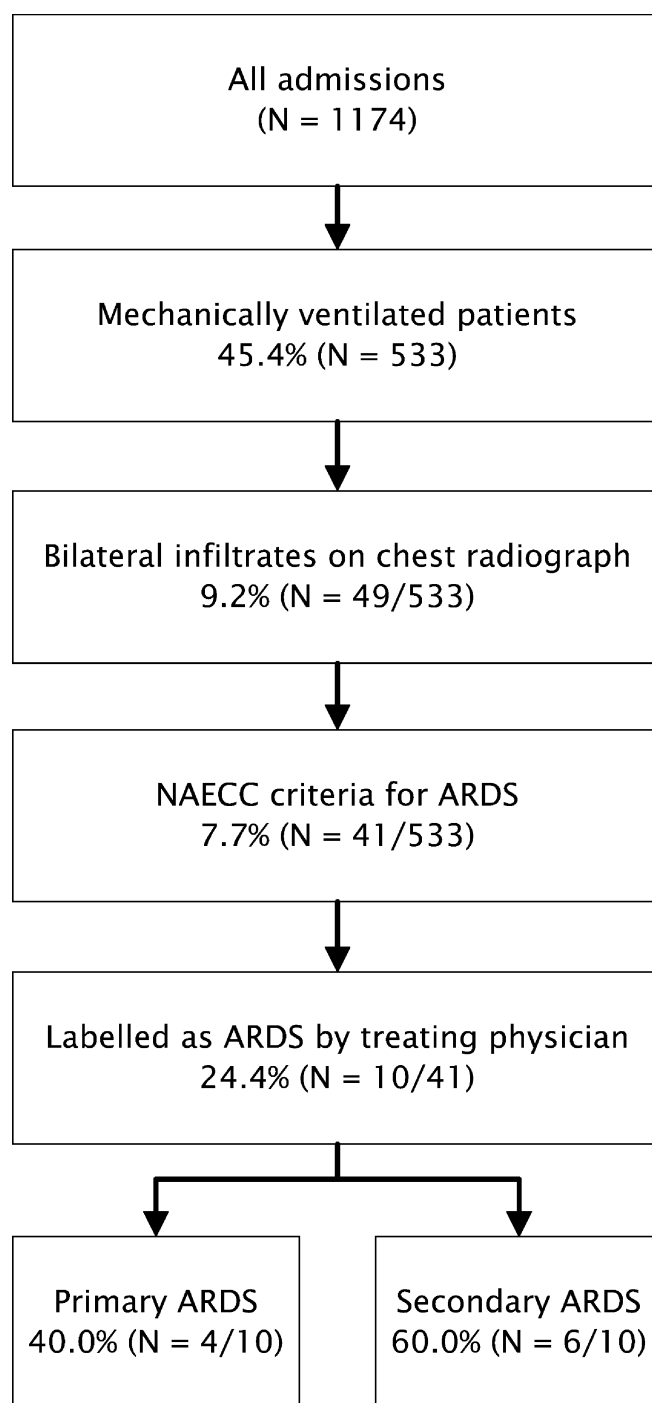 All admissions
(N = 1174)
Mechanically ventilated patients
45.4% (N = 533)
Bilateral infiltrates on chest radiograph
9.2% (N = 49/533)
NAECC criteria for ARDS
7.7% (N = 41/533)
Labelled as ARDS by treating physician
24.4% (N = 10/41)
Primary ARDS
40.0% (N = 4/10)
Secondary ARDS
60.0% (N = 6/10)